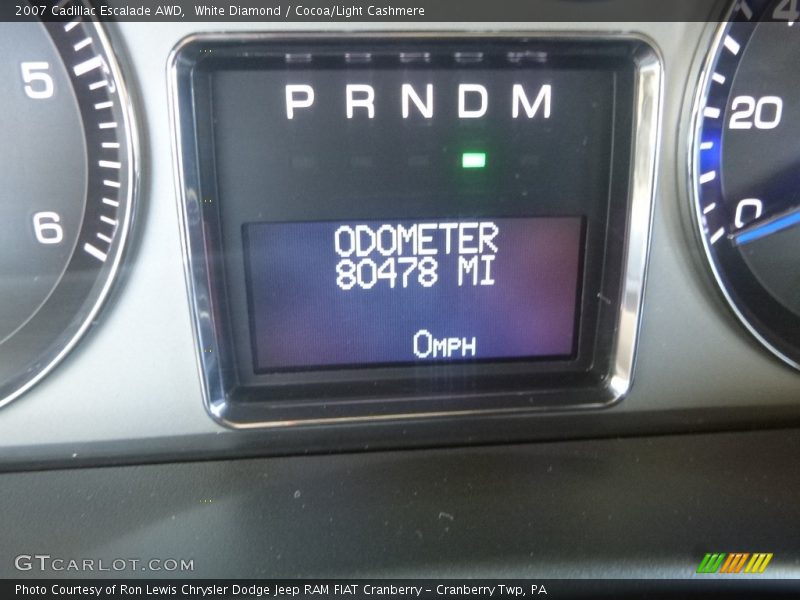 2007 Cadillac Escalade AWD, White Diamond / Cocoa/Light Cashmere
5
6
P R N D M
ODOMETER
80478 MI
0MPH
20
0
GTCARLOT.COM
Photo Courtesy of Ron Lewis Chrysler Dodge Jeep RAM FIAT Cranberry – Cranberry Twp, PA